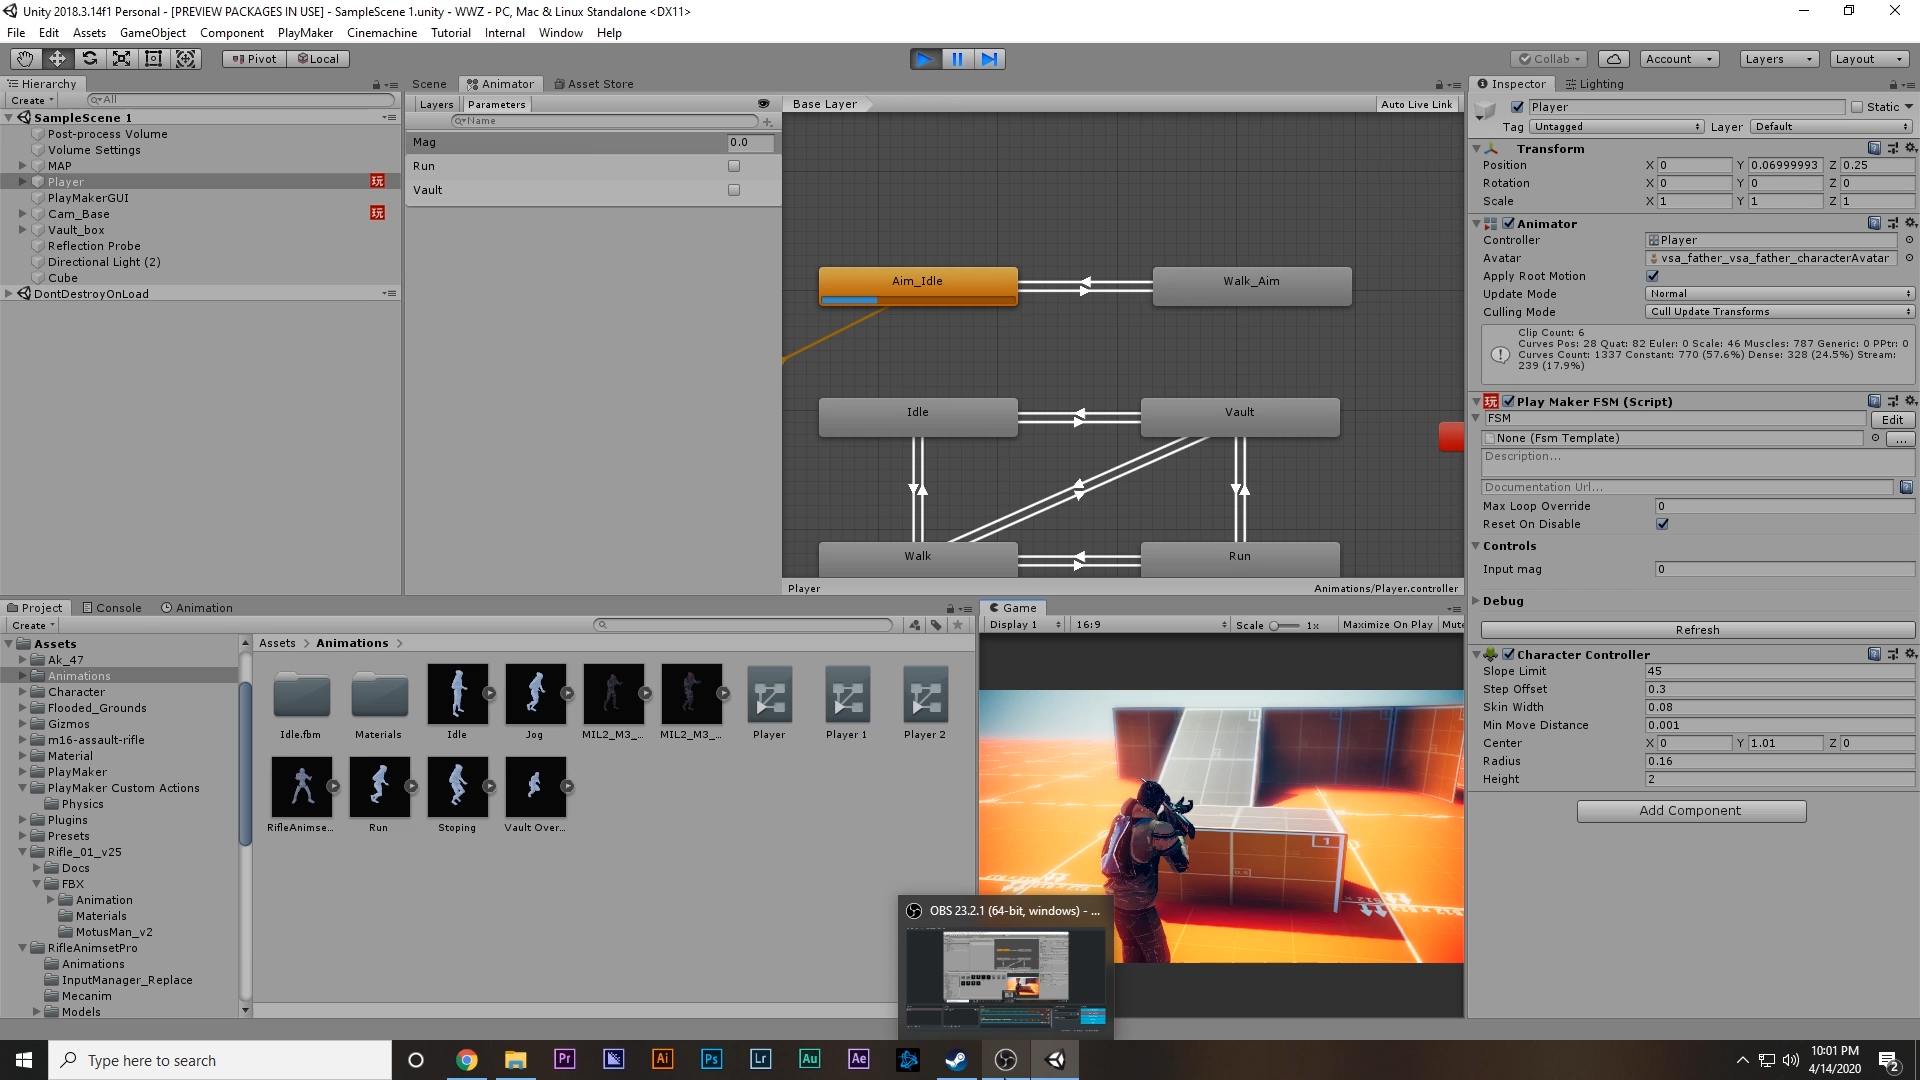 Unity 2018.3.14f1 Personal - [PREVIEW PACKAGES IN USE] - SampleScene 1.unity - WWZ - PC, Mac & Linux Standalone <DX11>
File Edit Assets GameObject Component PlayMaker Cinemachine Tutorial Internal Window Help
Pivot Local Collab Account Layers Layout
Hierarchy
Create All
SampleScene 1
Post-process Volume
Volume Settings
MAP
Player 玩
PlayMakerGUI
Cam_Base 玩
Vault_box
Reflection Probe
Directional Light (2)
Cube
DontDestroyOnLoad
Scene Animator Asset Store
Layers Parameters
Name
Mag 0.0
Run
Vault
Base Layer Auto Live Link
Aim_Idle
Walk_Aim
Idle
Vault
Walk
Run
Player Animations/Player.controller
Inspector Lighting
Player Static
Tag Untagged Layer Default
Transform
Position X 0 Y 0.06999993 Z 0.25
Rotation X 0 Y 0 Z 0
Scale X 1 Y 1 Z 1
Animator
Controller Player
Avatar vsa_father_vsa_father_characterAvatar
Apply Root Motion
Update Mode Normal
Culling Mode Cull Update Transforms
Clip Count: 6
Curves Pos: 28 Quat: 82 Euler: 0 Scale: 46 Muscles: 787 Generic: 0 PPtr: 0
Curves Count: 1337 Constant: 770 (57.6%) Dense: 328 (24.5%) Stream:
239 (17.9%)
玩 Play Maker FSM (Script)
FSM Edit
None (Fsm Template) ...
Description...
Documentation Url...
Max Loop Override 0
Reset On Disable
Controls
Input mag 0
Debug
Refresh
Character Controller
Slope Limit 45
Step Offset 0.3
Skin Width 0.08
Min Move Distance 0.001
Center X 0 Y 1.01 Z 0
Radius 0.16
Height 2
Add Component
Project Console Animation
Create
Assets
Ak_47
Animations
Character
Flooded_Grounds
Gizmos
m16-assault-rifle
Material
PlayMaker
PlayMaker Custom Actions
Physics
Plugins
Presets
Rifle_01_v25
Docs
FBX
Animation
Materials
MotusMan_v2
RifleAnimsetPro
Animations
InputManager_Replace
Mecanim
Models
Assets Animations
Idle.fbm Materials Idle Jog MIL2_M3_... MIL2_M3_... Player Player 1 Player 2
RifleAnimse... Run Stoping Vault Over...
Game
Display 1 16:9 Scale 1x Maximize On Play Mute
1
OBS 23.2.1 (64-bit, windows) - ...
Type here to search
Pr Ai Ps Lr Au Ae
10:01 PM
4/14/2020
2